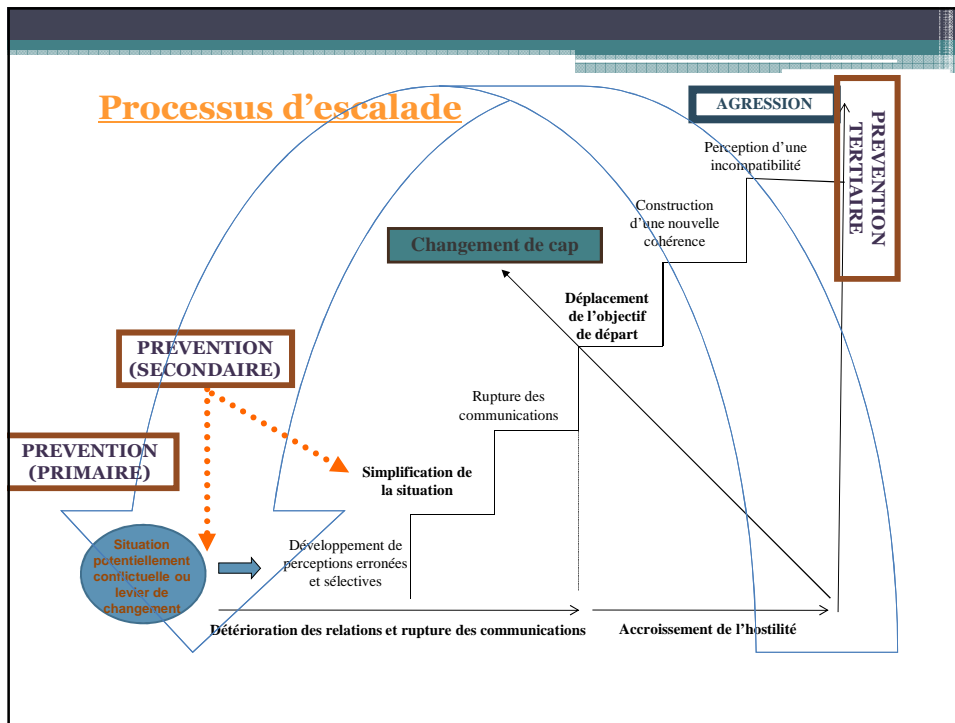 Processus d'escalade
AGRESSION
PREVENTION
TERTIAIRE
Perception d'une
incompatibilité
Construction
d'une nouvelle
cohérence
Changement de cap
Déplacement
de l'objectif
de départ
PREVENTION
(SECONDAIRE)
Rupture des
communications
PREVENTION
(PRIMAIRE)
Simplification de
la situation
Situation
potentiellement
conflictuelle ou
levier de
changement
Développement de
perceptions erronées
et sélectives
Détérioration des relations et rupture des communications
Accroissement de l'hostilité